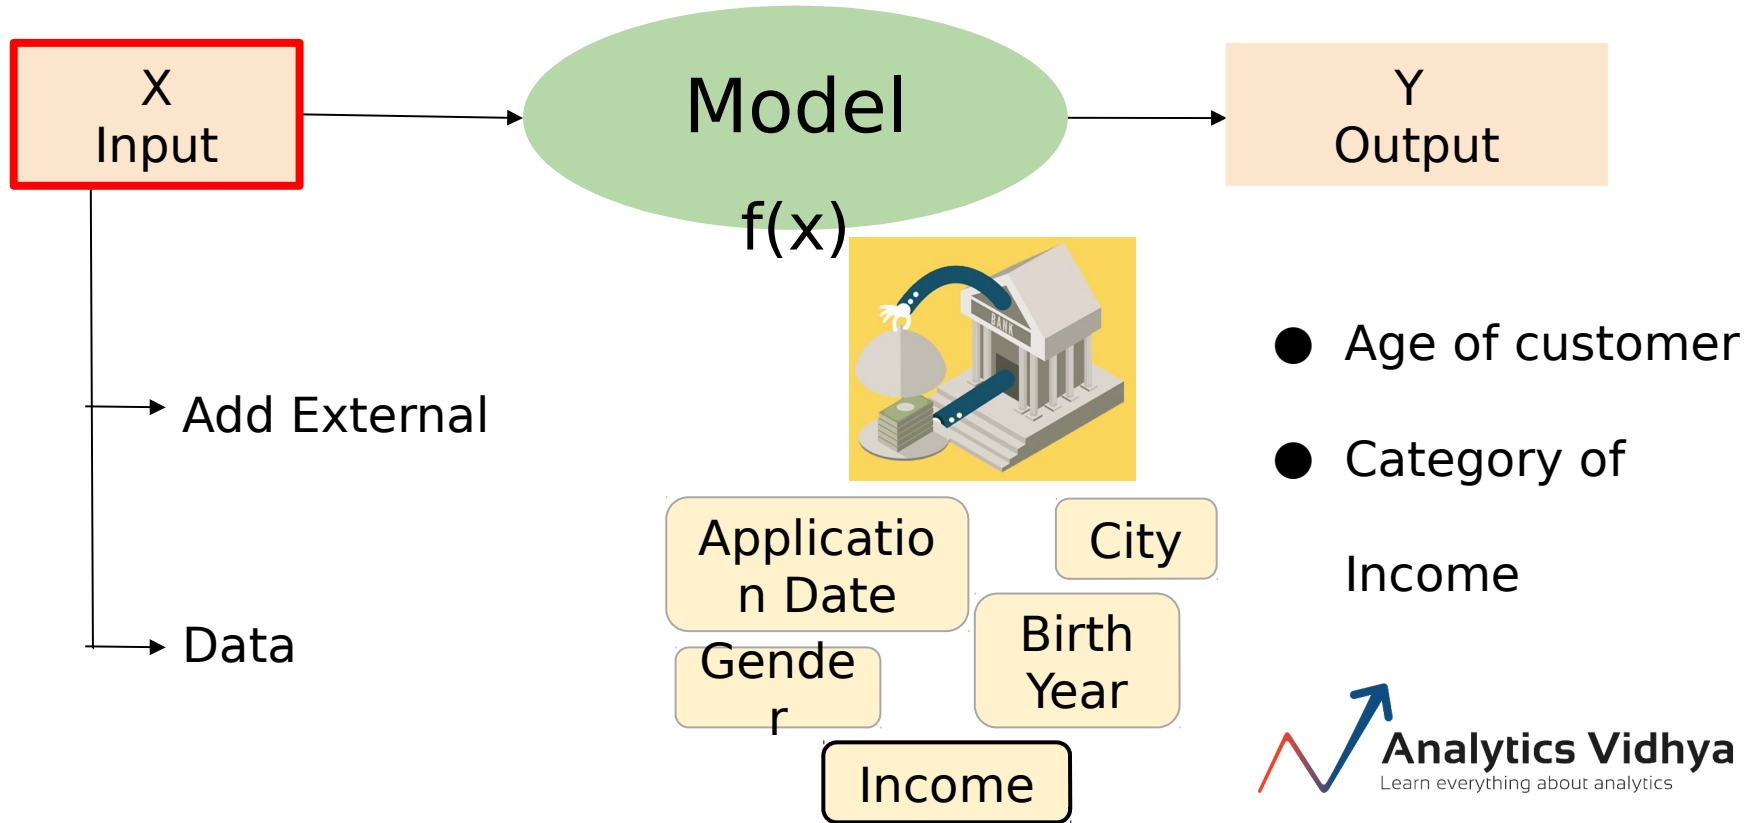 X
Input
Model
f(x)
Y
Output
BANK
Add External
Data
● Age of customer
● Category of
Income
Applicatio
n Date
City
Gende
r
Birth
Year
Income
Analytics Vidhya
Learn everything about analytics